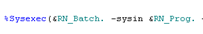 %Sysexec(&RN_Batch. -sysin &RN_Prog. -